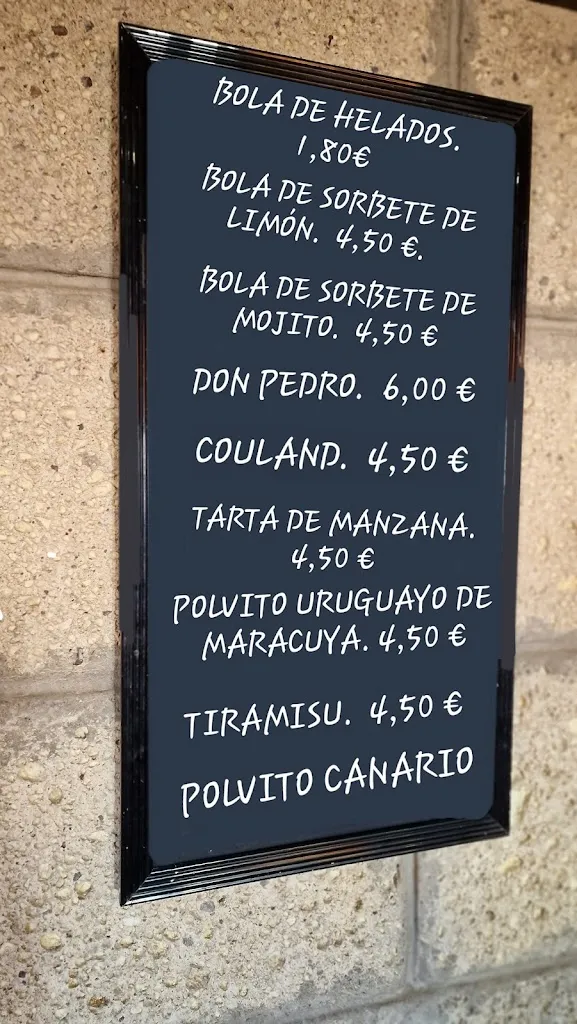 BOLA DE HELADOS.
1,80€
BOLA DE SORBETE DE
LIMÓN. 4,50 €.
BOLA DE SORBETE DE
MOJITO. 4,50 €
DON PEDRO. 6,00 €
COULAND. 4,50 €
TARTA DE MANZANA.
4,50 €
POLVITO URUGUAYO DE
MARACUYA. 4,50 €
TIRAMISU. 4,50 €
POLVITO CANARIO